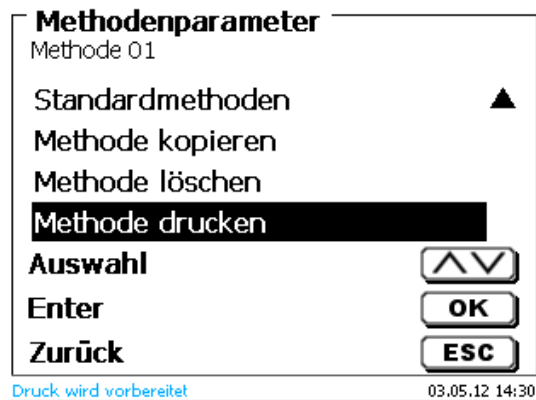 Methodenparameter
Methode 01
Standardmethoden
Methode kopieren
Methode löschen
Methode drucken
Auswahl
Enter OK
Zurück ESC
Druck wird vorbereitet 03.05.12 14:30